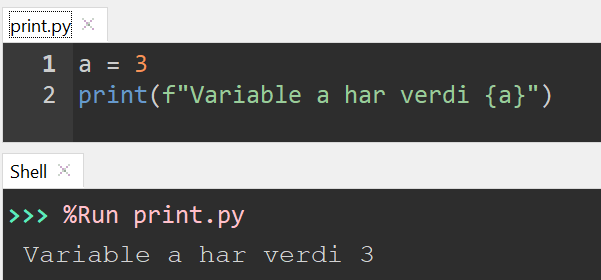 print.py
1 a = 3
2 print(f"Variable a har verdi {a}")
Shell
>>> %Run print.py
Variable a har verdi 3